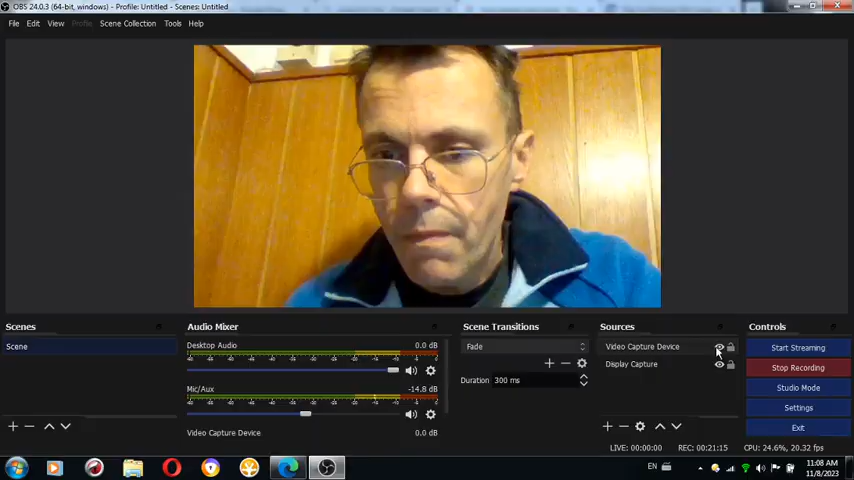 OBS 24.0.3 (64-bit, windows) - Profile: Untitled - Scenes: Untitled
File Edit View Profile Scene Collection Tools Help
Scenes
Scene
Audio Mixer
Desktop Audio 0.0 dB
Mic/Aux -14.8 dB
Video Capture Device 0.0 dB
Scene Transitions
Fade
Duration 300 ms
Sources
Video Capture Device
Display Capture
Controls
Start Streaming
Stop Recording
Studio Mode
Settings
Exit
LIVE: 00:00:00 REC: 00:21:15 CPU: 24.6%, 20.32 fps
EN
11:08 AM
11/8/2023